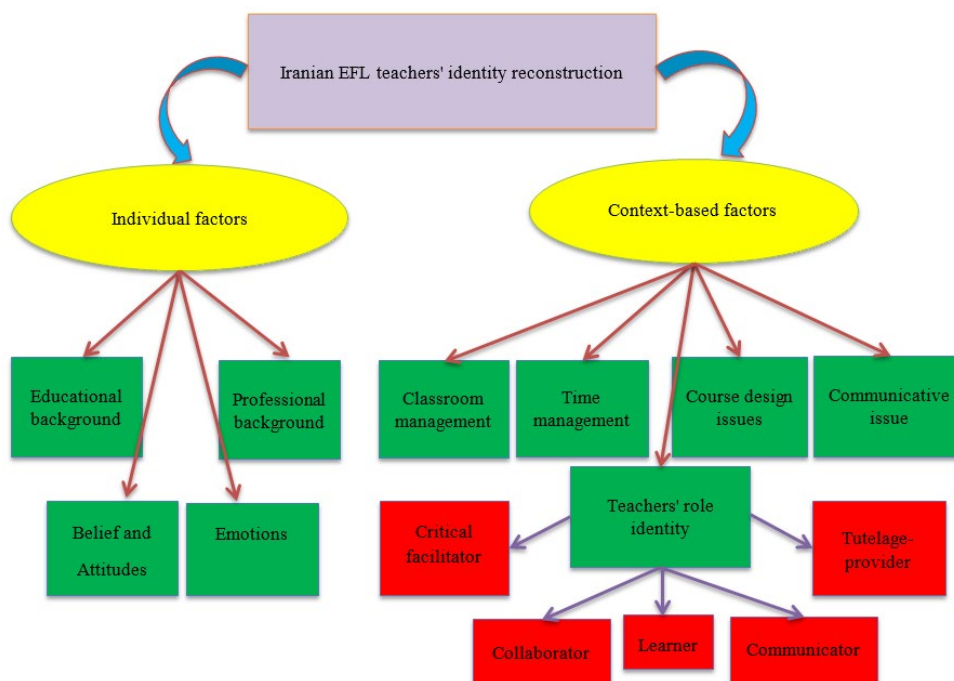 Iranian EFL teachers' identity reconstruction
Individual factors
Context-based factors
Educational
background
Professional
background
Belief and
Attitudes
Emotions
Classroom
management
Time
management
Course design
issues
Communicative
issue
Teachers' role
identity
Critical
facilitator
Tutelage-
provider
Collaborator
Learner
Communicator